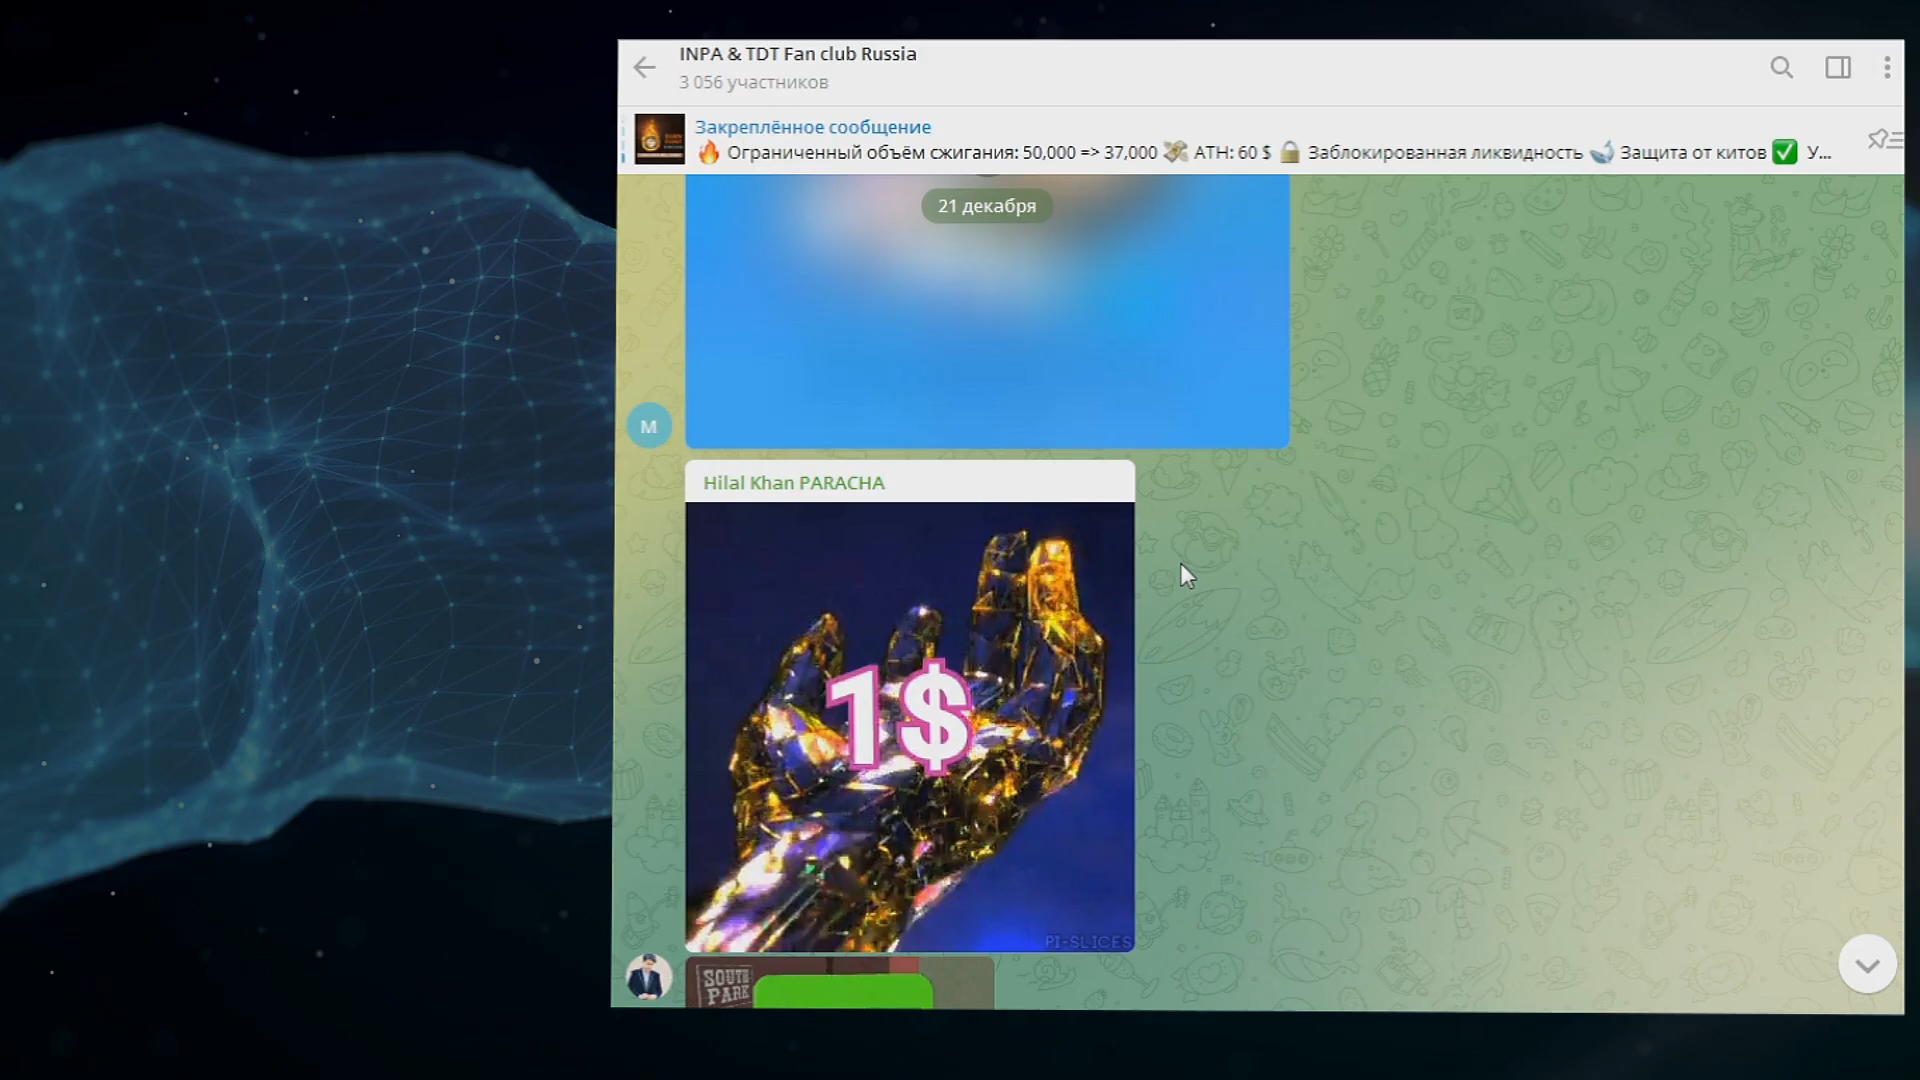 INPA & TDT Fan club Russia
3 056 участников
Закреплённое сообщение
🔥 Ограниченный объём сжигания: 50,000 => 37,000 💸 ATH: 60 $ 🔒 Заблокированная ликвидность 🐳 Защита от китов ✅ У...
21 декабря
M
Hilal Khan PARACHA
1$
PI-SLICES
SOUTH
PARK